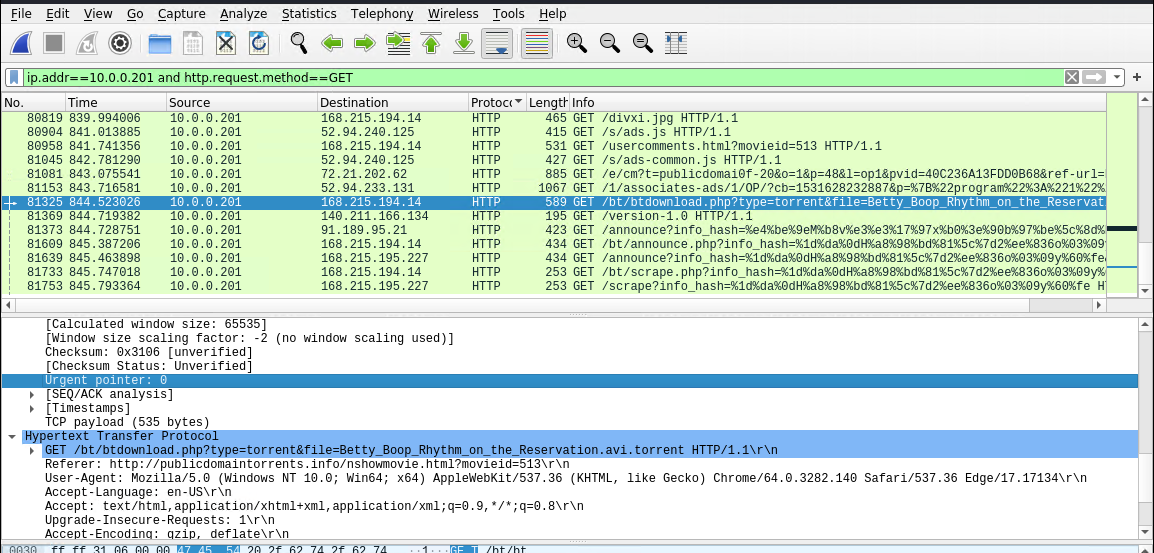 File Edit View Go Capture Analyze Statistics Telephony Wireless Tools Help
ip.addr==10.0.0.201 and http.request.method==GET
No. Time Source Destination Protoc Length Info
80819 839.994006 10.0.0.201 168.215.194.14 HTTP 465 GET /divxi.jpg HTTP/1.1
80904 841.013885 10.0.0.201 52.94.240.125 HTTP 415 GET /s/ads.js HTTP/1.1
80958 841.741356 10.0.0.201 168.215.194.14 HTTP 531 GET /usercomments.html?movieid=513 HTTP/1.1
81045 842.781290 10.0.0.201 52.94.240.125 HTTP 427 GET /s/ads-common.js HTTP/1.1
81081 843.075541 10.0.0.201 72.21.202.62 HTTP 885 GET /e/cm?t=publicdomai0f-20&o=1&p=48&l=op1&pvid=40C236A13FDD0B68&ref-url=
81153 843.716581 10.0.0.201 52.94.233.131 HTTP 1067 GET /1/associates-ads/1/OP/?cb=1531628232887&p=%7B%22program%22%3A%221%22%
81325 844.523026 10.0.0.201 168.215.194.14 HTTP 589 GET /bt/btdownload.php?type=torrent&file=Betty_Boop_Rhythm_on_the_Reservat
81369 844.719382 10.0.0.201 140.211.166.134 HTTP 195 GET /version-1.0 HTTP/1.1
81373 844.728751 10.0.0.201 91.189.95.21 HTTP 423 GET /announce?info_hash=%e4%be%9eM%b8v%e3%e3%17%97x%b0%3e%90b%97%be%5c%8d%
81609 845.387206 10.0.0.201 168.215.194.14 HTTP 434 GET /bt/announce.php?info_hash=%1d%da%0dH%a8%98%bd%81%5c%7d2%ee%836o%03%09
81639 845.463898 10.0.0.201 168.215.195.227 HTTP 434 GET /announce?info_hash=%1d%da%0dH%a8%98%bd%81%5c%7d2%ee%836o%03%09y%60%fe
81733 845.747018 10.0.0.201 168.215.194.14 HTTP 253 GET /bt/scrape.php?info_hash=%1d%da%0dH%a8%98%bd%81%5c%7d2%ee%836o%03%09y%
81753 845.793364 10.0.0.201 168.215.195.227 HTTP 253 GET /scrape?info_hash=%1d%da%0dH%a8%98%bd%81%5c%7d2%ee%836o%03%09y%60%fe H
[Calculated window size: 65535]
[Window size scaling factor: -2 (no window scaling used)]
Checksum: 0x3106 [unverified]
[Checksum Status: Unverified]
Urgent pointer: 0
[SEQ/ACK analysis]
[Timestamps]
TCP payload (535 bytes)
Hypertext Transfer Protocol
GET /bt/btdownload.php?type=torrent&file=Betty_Boop_Rhythm_on_the_Reservation.avi.torrent HTTP/1.1\r\n
Referer: http://publicdomaintorrents.info/nshowmovie.html?movieid=513\r\n
User-Agent: Mozilla/5.0 (Windows NT 10.0; Win64; x64) AppleWebKit/537.36 (KHTML, like Gecko) Chrome/64.0.3282.140 Safari/537.36 Edge/17.17134\r\n
Accept-Language: en-US\r\n
Accept: text/html,application/xhtml+xml,application/xml;q=0.9,*/*;q=0.8\r\n
Upgrade-Insecure-Requests: 1\r\n
Accept-Encoding: gzip, deflate\r\n
0030 ff ff 31 06 00 00 47 45 54 20 2f 62 74 2f 62 74 ··1···GET /bt/bt